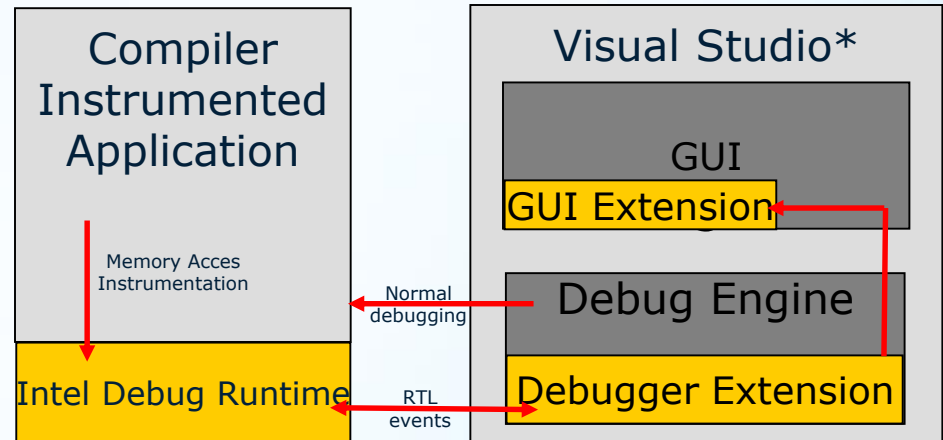 Compiler
Instrumented
Application
Memory Acces
Instrumentation
Intel Debug Runtime
Normal
debugging
RTL
events
Visual Studio*
GUI
GUI Extension
Debug Engine
Debugger Extension